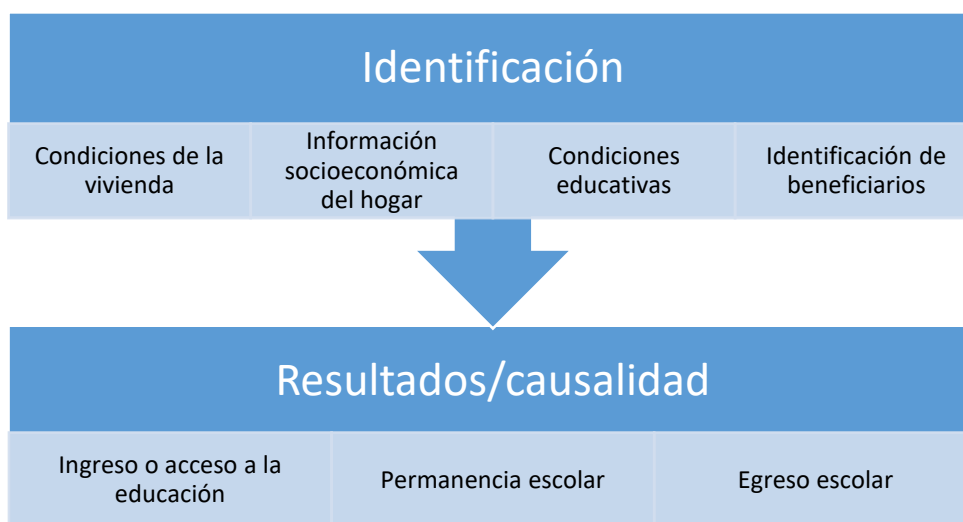 Identificación
Condiciones de la
vivienda
Información
socioeconómica
del hogar
Condiciones
educativas
Identificación de
beneficiarios
Resultados/causalidad
Ingreso o acceso a la
educación
Permanencia escolar
Egreso escolar